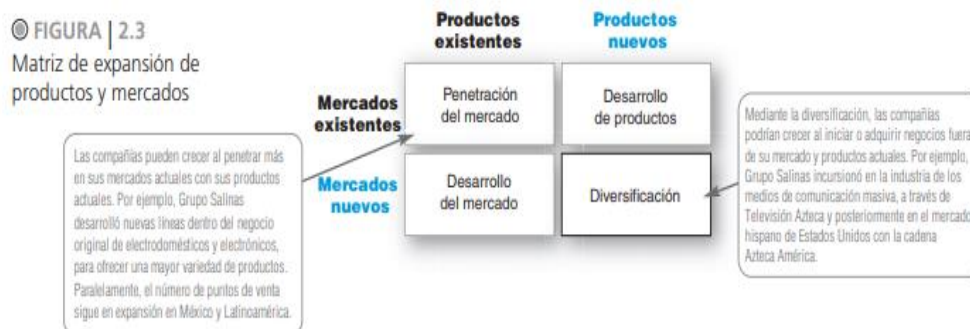 FIGURA | 2.3
Matriz de expansión de
productos y mercados
Productos
existentes
Productos
nuevos
Mercados
existentes
Penetración
del mercado
Desarrollo
de productos
Mercados
nuevos
Desarrollo
del mercado
Diversificación
Las compañías pueden crecer al penetrar más
en sus mercados actuales con sus productos
actuales. Por ejemplo, Grupo Salinas
desarrolló nuevas líneas dentro del negocio
original de electrodomésticos y electrónicos,
para ofrecer una mayor variedad de productos.
Paralelamente, el número de puntos de venta
sigue en expansión en México y Latinoamérica.
Mediante la diversificación, las compañías
podrían crecer al iniciar o adquirir negocios fuera
de su mercado y productos actuales. Por ejemplo,
Grupo Salinas incursionó en la industria de los
medios de comunicación masiva, a través de
Televisión Azteca y posteriormente en el mercado
hispano de Estados Unidos con la cadena
Azteca América.